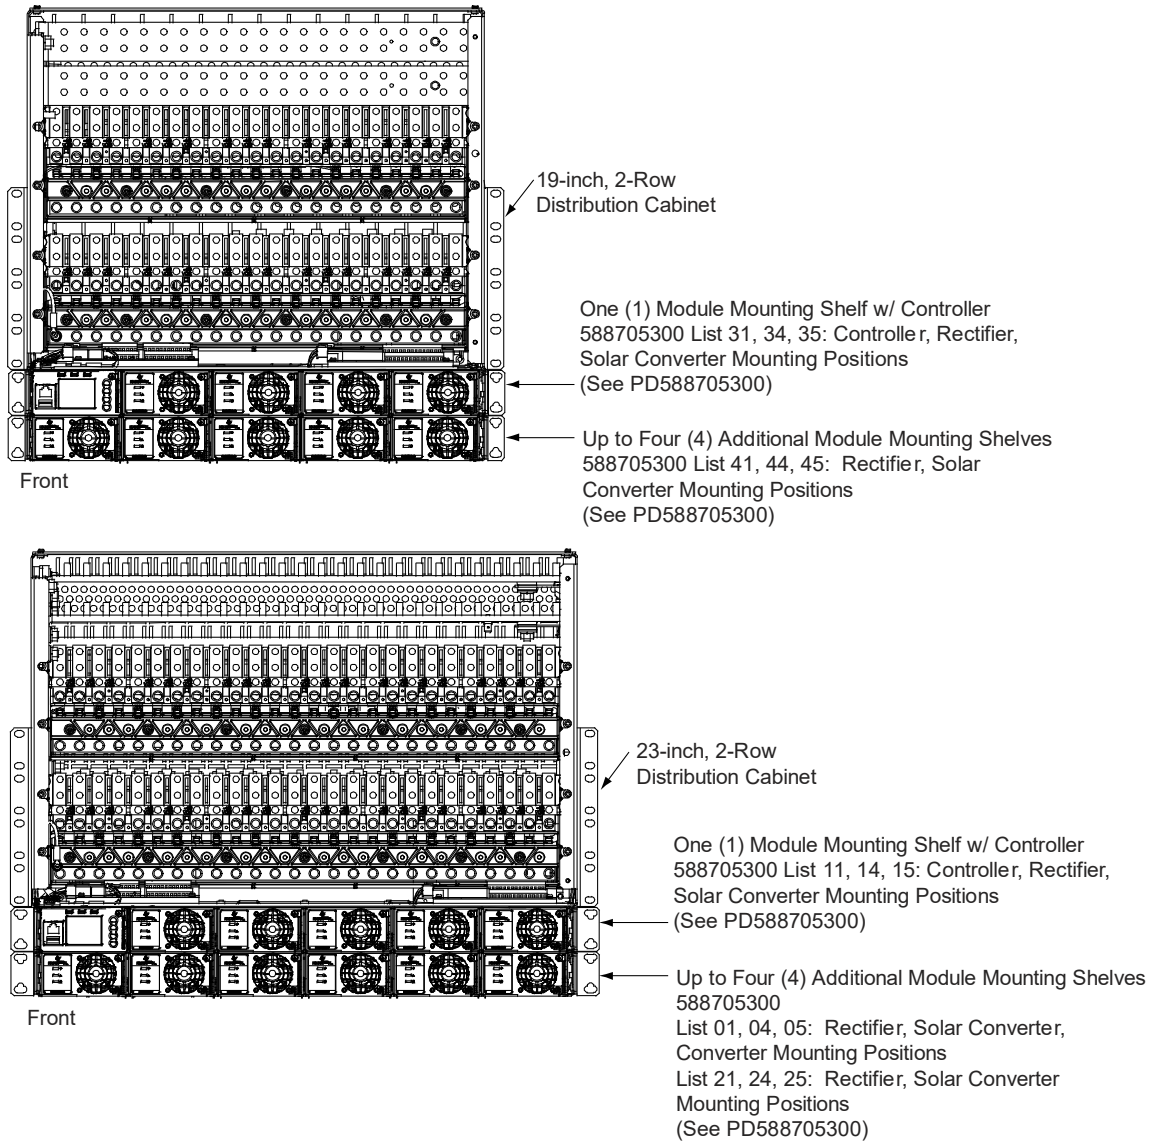 19-inch, 2-Row
Distribution Cabinet
One (1) Module Mounting Shelf w/ Controller
588705300 List 31, 34, 35: Controller, Rectifier,
Solar Converter Mounting Positions
(See PD588705300)
Up to Four (4) Additional Module Mounting Shelves
588705300 List 41, 44, 45: Rectifier, Solar
Converter Mounting Positions
(See PD588705300)
Front
23-inch, 2-Row
Distribution Cabinet
One (1) Module Mounting Shelf w/ Controller
588705300 List 11, 14, 15: Controller, Rectifier,
Solar Converter Mounting Positions
(See PD588705300)
Up to Four (4) Additional Module Mounting Shelves
588705300
List 01, 04, 05: Rectifier, Solar Converter,
Converter Mounting Positions
List 21, 24, 25: Rectifier, Solar Converter
Mounting Positions
(See PD588705300)
Front